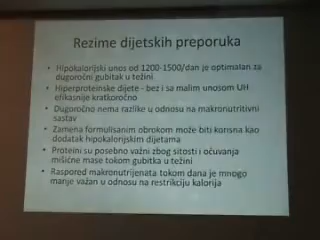 Rezime dijetskih preporuka
• Hipokalorijski unos od 1200-1500/dan je optimalan za
dugoročni gubitak u težini
• Hiperproteinske dijete - bez i sa malim unosom UH
efikasnije kratkoročno
• Dugoročno nema razlike u odnosu na makronutritivni
sastav
• Zamena formulisanim obrokom može biti korisna kao
dodatak hipokalorijskim dijetama
• Proteini su posebno važni zbog sitosti i očuvanja
mišićne mase tokom gubitka u težini
• Raspored makronutrijenata tokom dana je mnogo
manje važan u odnosu na restrikciju kalorija